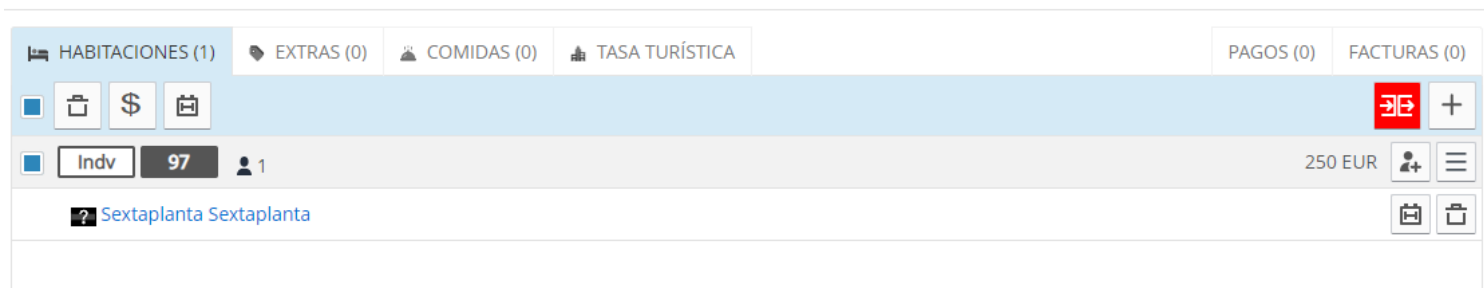 HABITACIONES (1) EXTRAS (0) COMIDAS (0) TASA TURÍSTICA PAGOS (0) FACTURAS (0)
$
Indv 97 1 250 EUR
? Sextaplanta Sextaplanta